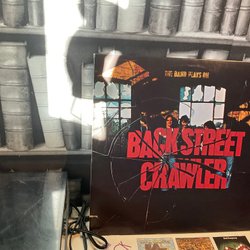 THE BAND PLAYS ON
BACK STREET
CRAWLER